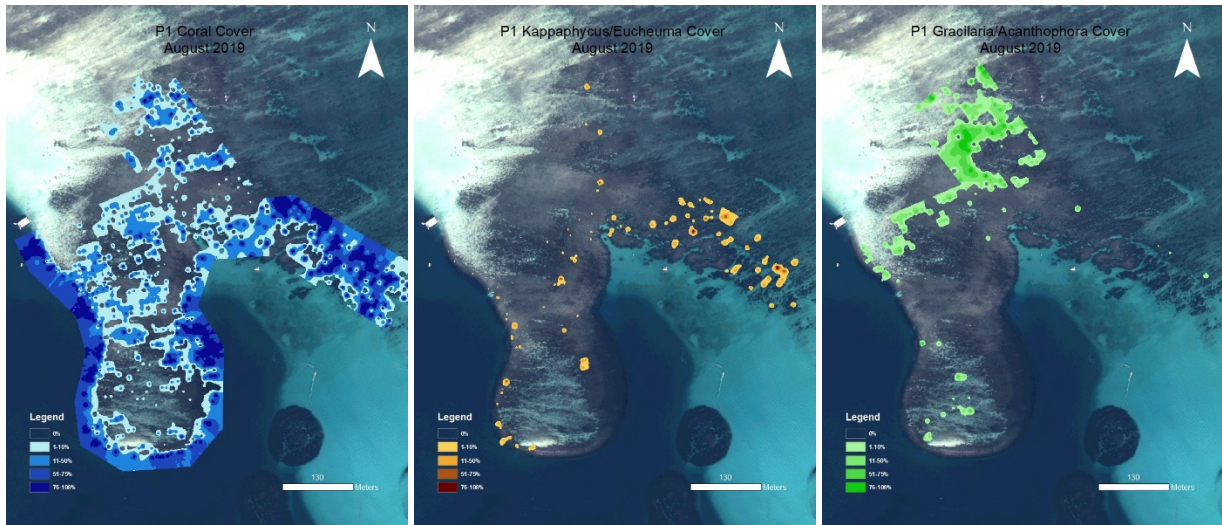 P1 Coral Cover
August 2019
N
Legend
0%
1-10%
11-50%
51-75%
76-100%
130
Meters
P1 Kappaphycus/Eucheuma Cover
August 2019
N
Legend
0%
1-10%
11-50%
51-75%
76-100%
130
Meters
P1 Gracilaria/Acanthophora Cover
August 2019
N
Legend
0%
1-10%
11-50%
51-75%
76-100%
130
Meters